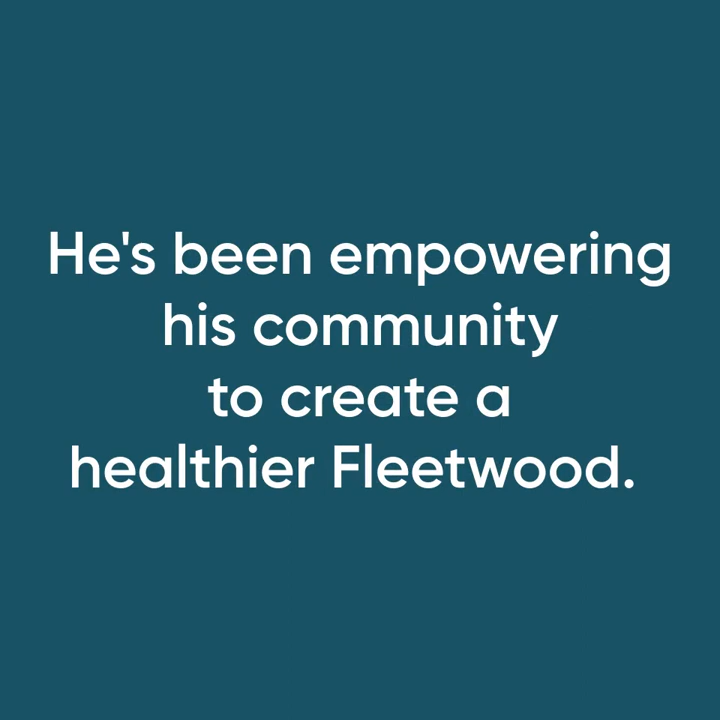 He's been empowering
his community
to create a
healthier Fleetwood.